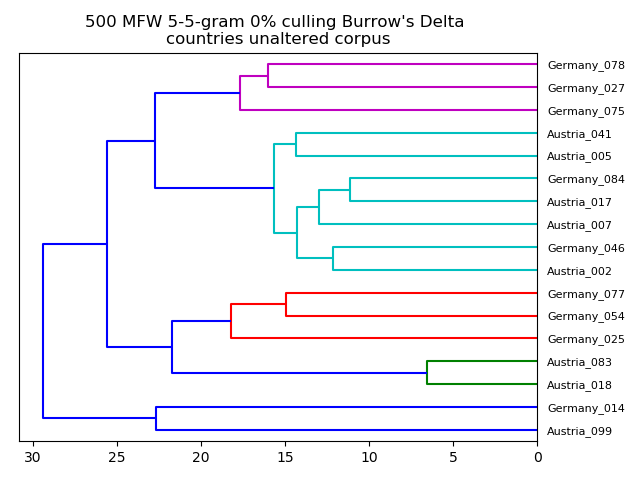 500 MFW 5-5-gram 0% culling Burrow's Delta
countries unaltered corpus
Germany_078
Germany_027
Germany_075
Austria_041
Austria_005
Germany_084
Austria_017
Austria_007
Germany_046
Austria_002
Germany_077
Germany_054
Germany_025
Austria_083
Austria_018
Germany_014
Austria_099
30 25 20 15 10 5 0